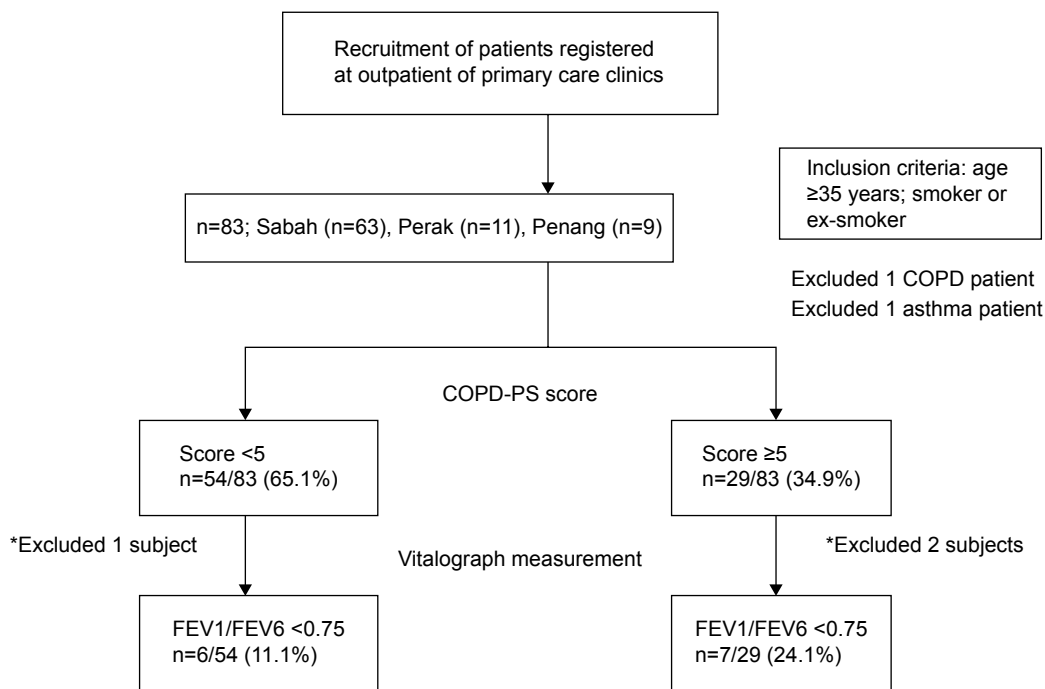 Recruitment of patients registered
at outpatient of primary care clinics
Inclusion criteria: age
≥35 years; smoker or
ex-smoker
n=83; Sabah (n=63), Perak (n=11), Penang (n=9)
Excluded 1 COPD patient
Excluded 1 asthma patient
COPD-PS score
Score <5
n=54/83 (65.1%)
Score ≥5
n=29/83 (34.9%)
*Excluded 1 subject
Vitalograph measurement
*Excluded 2 subjects
FEV1/FEV6 <0.75
n=6/54 (11.1%)
FEV1/FEV6 <0.75
n=7/29 (24.1%)